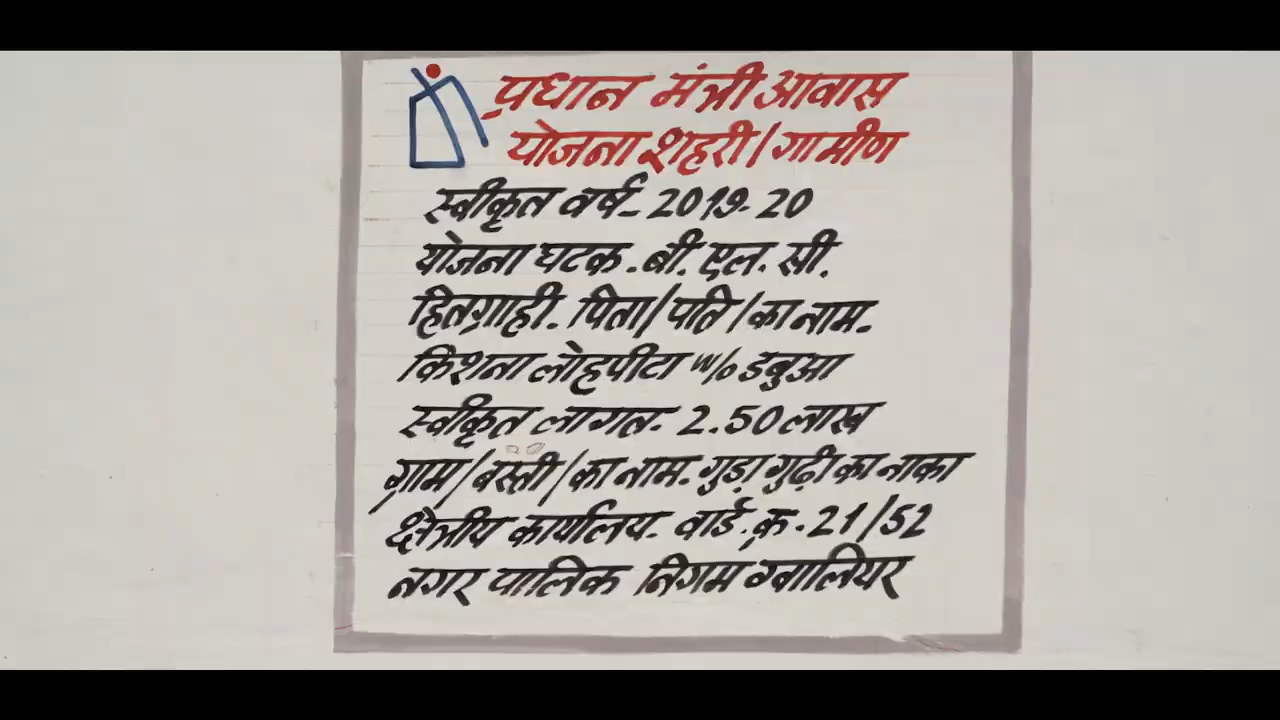 प्रधान मंत्री आवास
योजना शहरी/गामीण
स्वीकृत वर्ष- 2019-20
योजना घटक. बी. एल. सी.
हितग्राही. पिता/पति/का नाम.
किशना लोहपीटा w/o डबुआ
स्वीकृत लागत- 2.50 लाख
ग्राम/बस्ती/का नाम. गुडा़ गुढी़ का नाका
क्षेत्रीय कार्यालय- वार्ड. क्र. 21/52
नगर पालिक निगम ग्वालियर